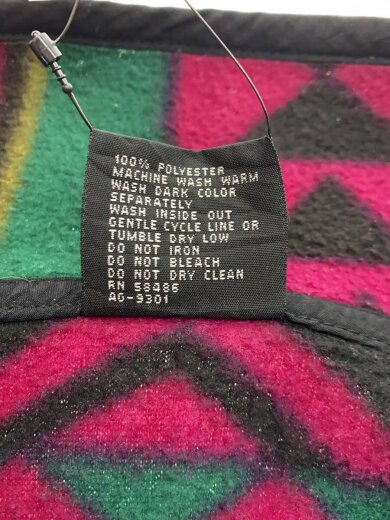 100% POLYESTER
MACHINE WASH WARM
WASH DARK COLOR
SEPARATELY
WASH INSIDE OUT
GENTLE CYCLE LINE OR
TUMBLE DRY LOW
DO NOT IRON
DO NOT BLEACH
DO NOT DRY CLEAN
RN 58486
AG-9301